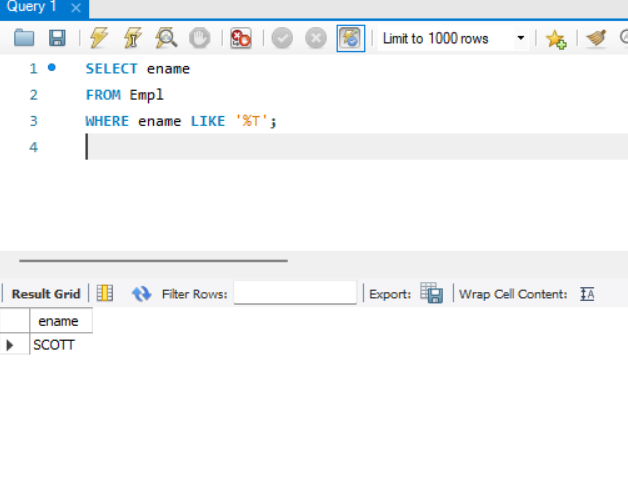 Query 1
Limit to 1000 rows
1 SELECT ename
2 FROM Empl
3 WHERE ename LIKE '%T';
4
Result Grid Filter Rows: Export: Wrap Cell Content:
ename
SCOTT